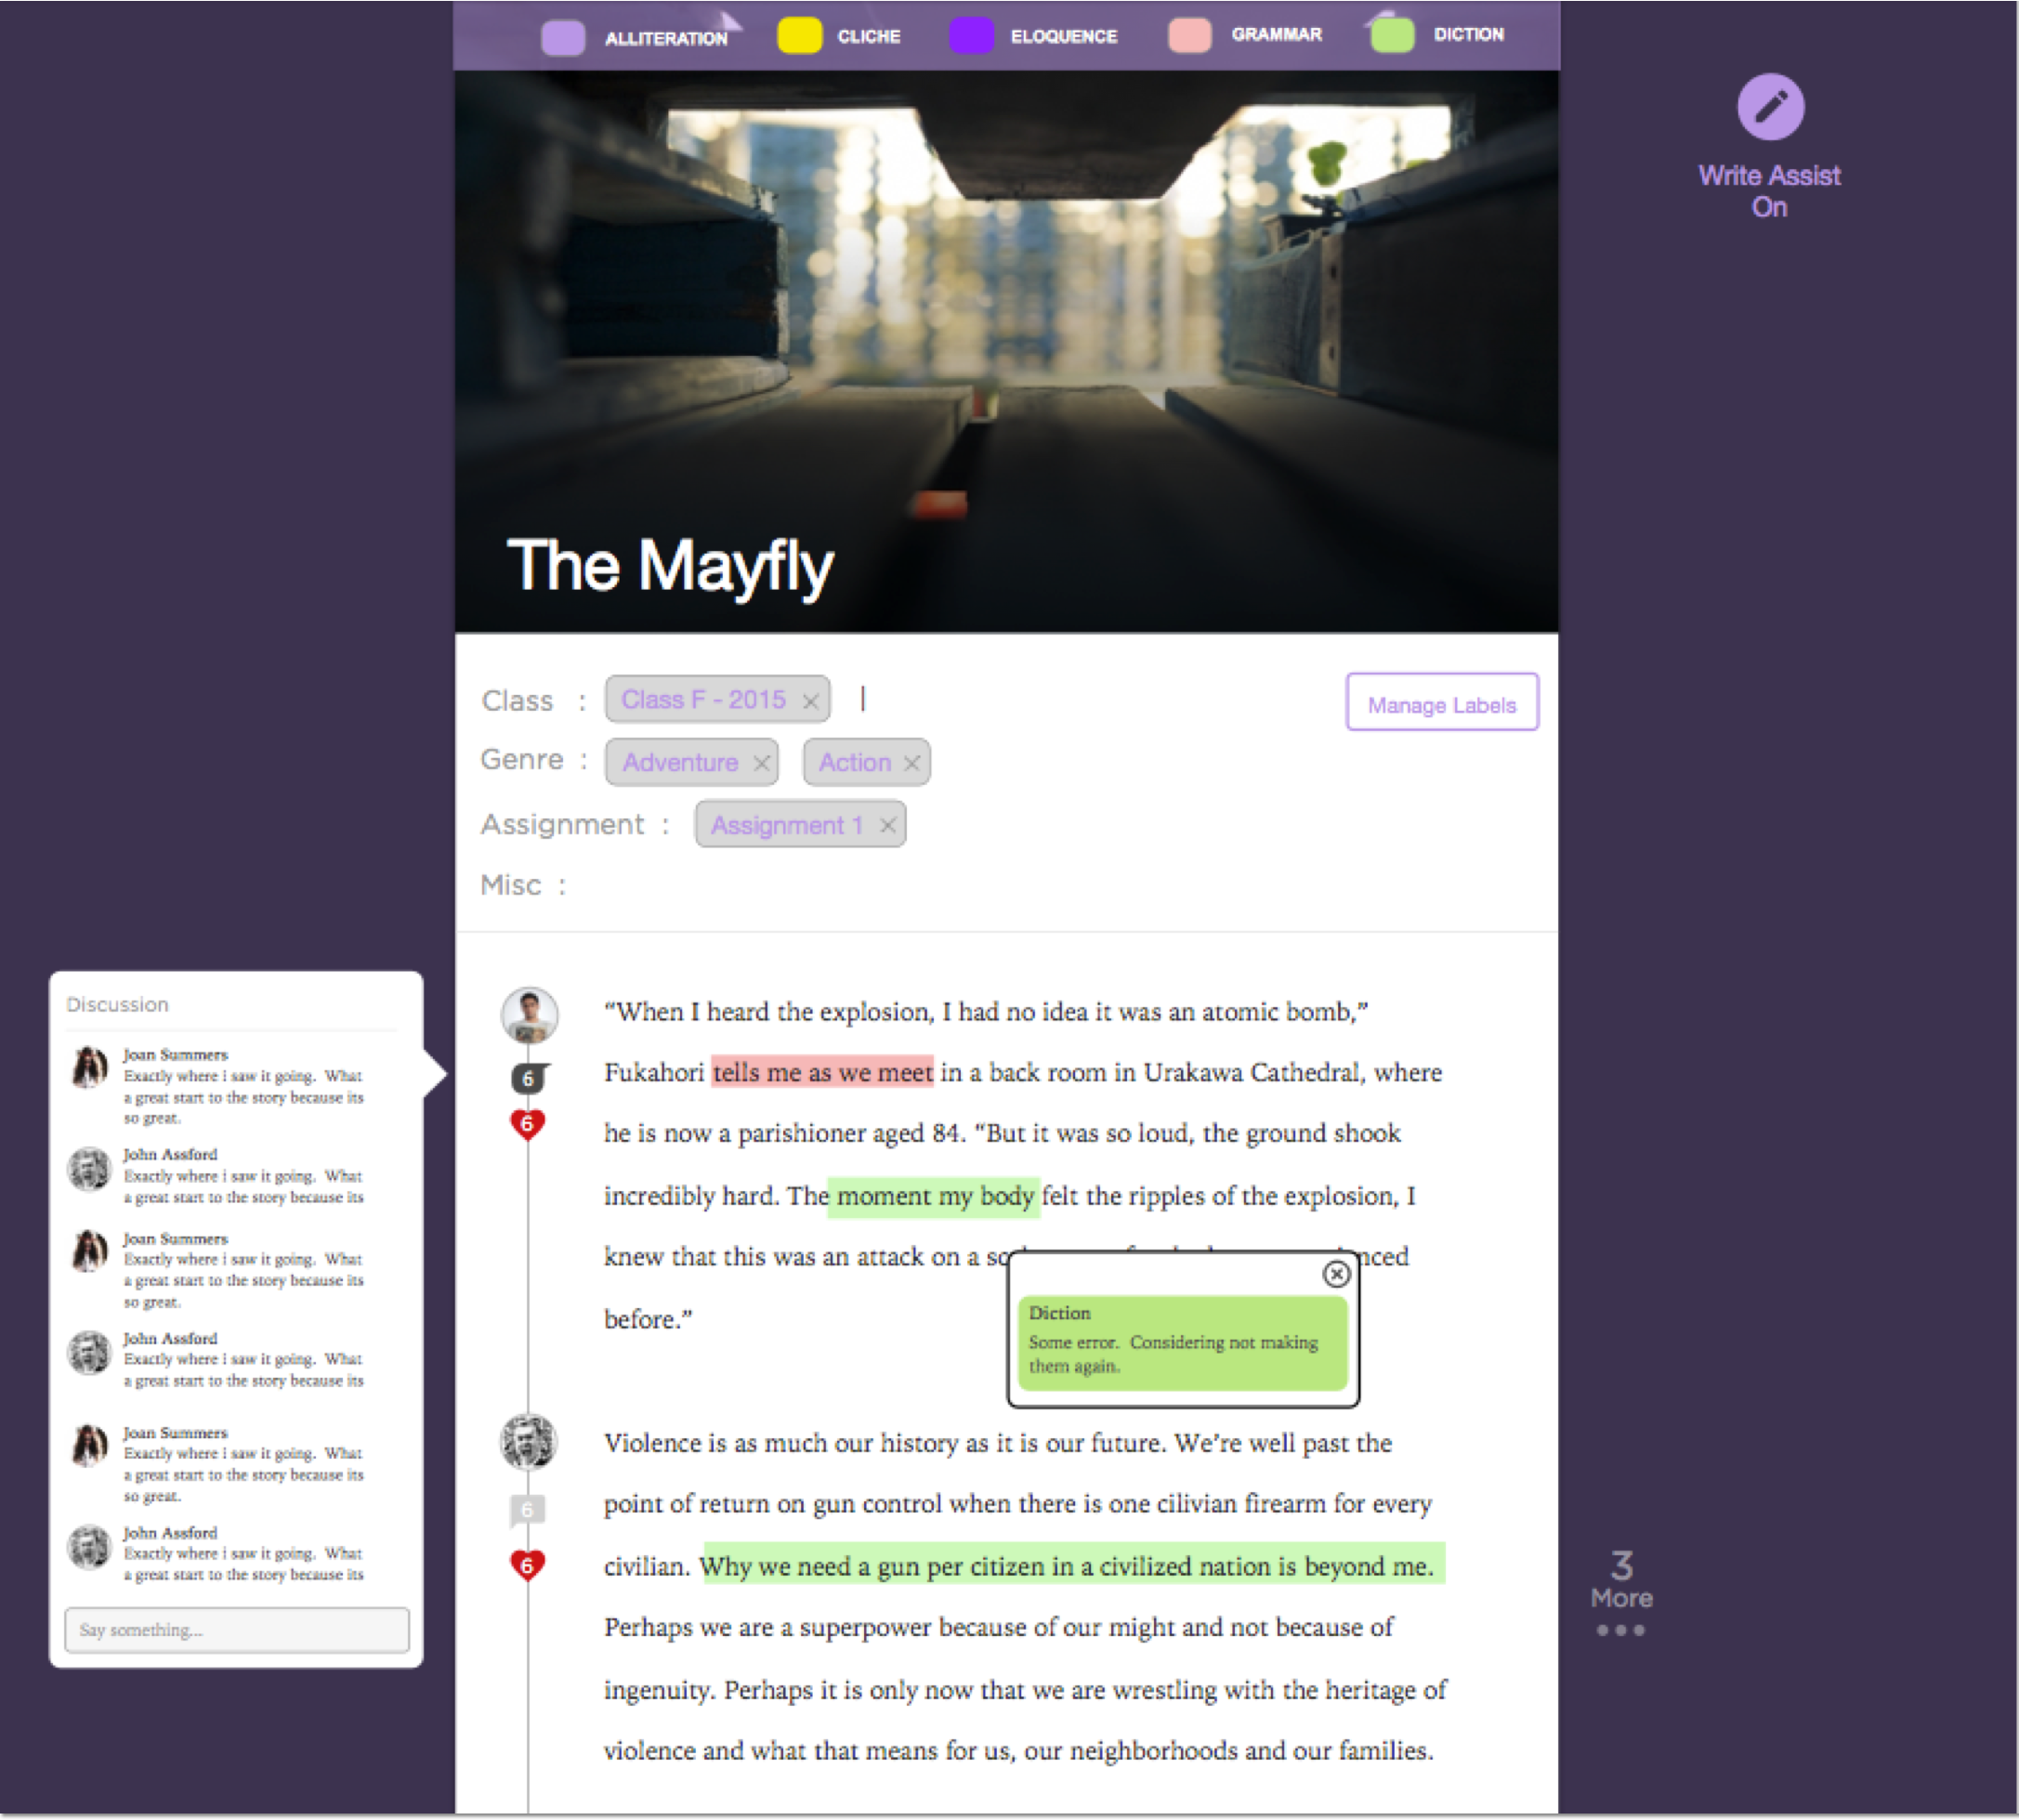 ALLITERATION CLICHE ELOQUENCE GRAMMAR DICTION
Write Assist
On
The Mayfly
Class : Class F - 2015
Manage Labels
Genre : Adventure Action
Assignment : Assignment 1
Misc :
Discussion
Joan Summers
Exactly where i saw it going. What
a great start to the story because its
so great.
John Assford
Exactly where i saw it going. What
a great start to the story because its
Joan Summers
Exactly where i saw it going. What
a great start to the story because its
so great.
John Assford
Exactly where i saw it going. What
a great start to the story because its
Joan Summers
Exactly where i saw it going. What
a great start to the story because its
so great.
John Assford
Exactly where i saw it going. What
a great start to the story because its
Say something...
“When I heard the explosion, I had no idea it was an atomic bomb,”
6
Fukahori tells me as we meet in a back room in Urakawa Cathedral, where
6
he is now a parishioner aged 84. “But it was so loud, the ground shook
incredibly hard. The moment my body felt the ripples of the explosion, I
knew that this was an attack on a
before.”
Diction
Some error. Considering not making
them again.
Violence is as much our history as it is our future. We’re well past the
6
point of return on gun control when there is one cilivian firearm for every
6
civilian. Why we need a gun per citizen in a civilized nation is beyond me.
Perhaps we are a superpower because of our might and not because of
ingenuity. Perhaps it is only now that we are wrestling with the heritage of
violence and what that means for us, our neighborhoods and our families.
3
More